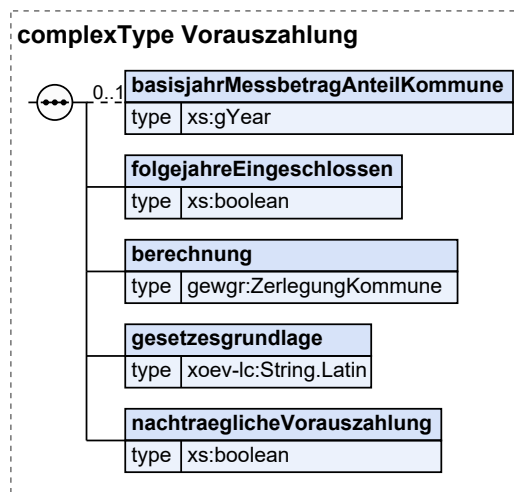 complexType Vorauszahlung
0..1
basisjahrMessbetragAnteilKommune
type xs:gYear
folgejahreEingeschlossen
type xs:boolean
berechnung
type gewgr:ZerlegungKommune
gesetzesgrundlage
type xoev-lc:String.Latin
nachtraeglicheVorauszahlung
type xs:boolean